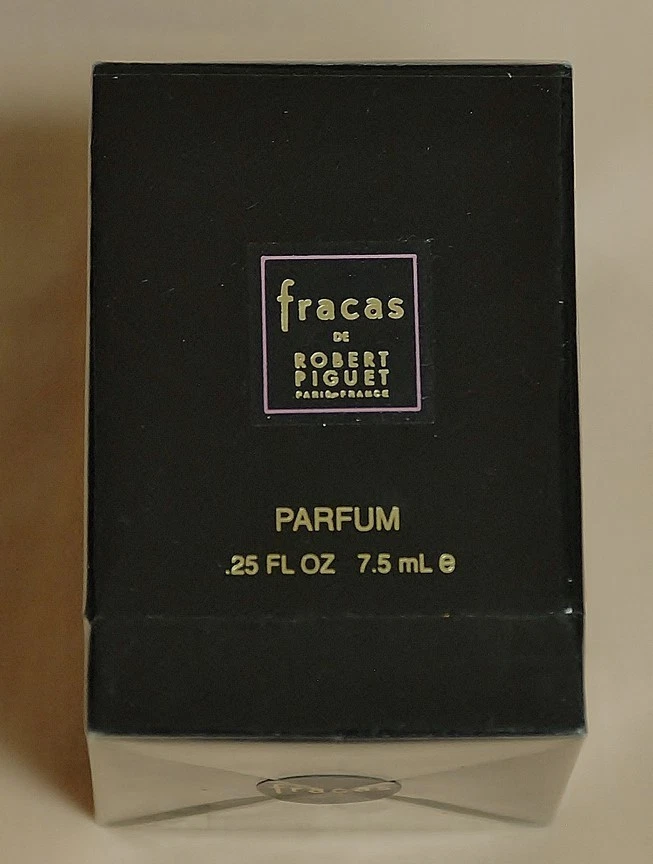 fracas
DE
ROBERT
PIGUET
PARIS-FRANCE
PARFUM
.25 FL OZ 7.5 mL ℮
fracas